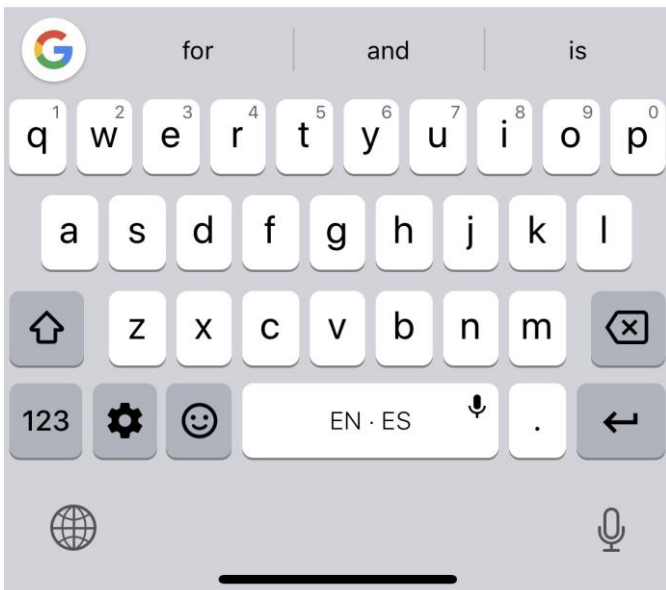 for and is
1 2 3 4 5 6 7 8 9 0
q w e r t y u i o p
a s d f g h j k l
z x c v b n m
123 EN · ES .